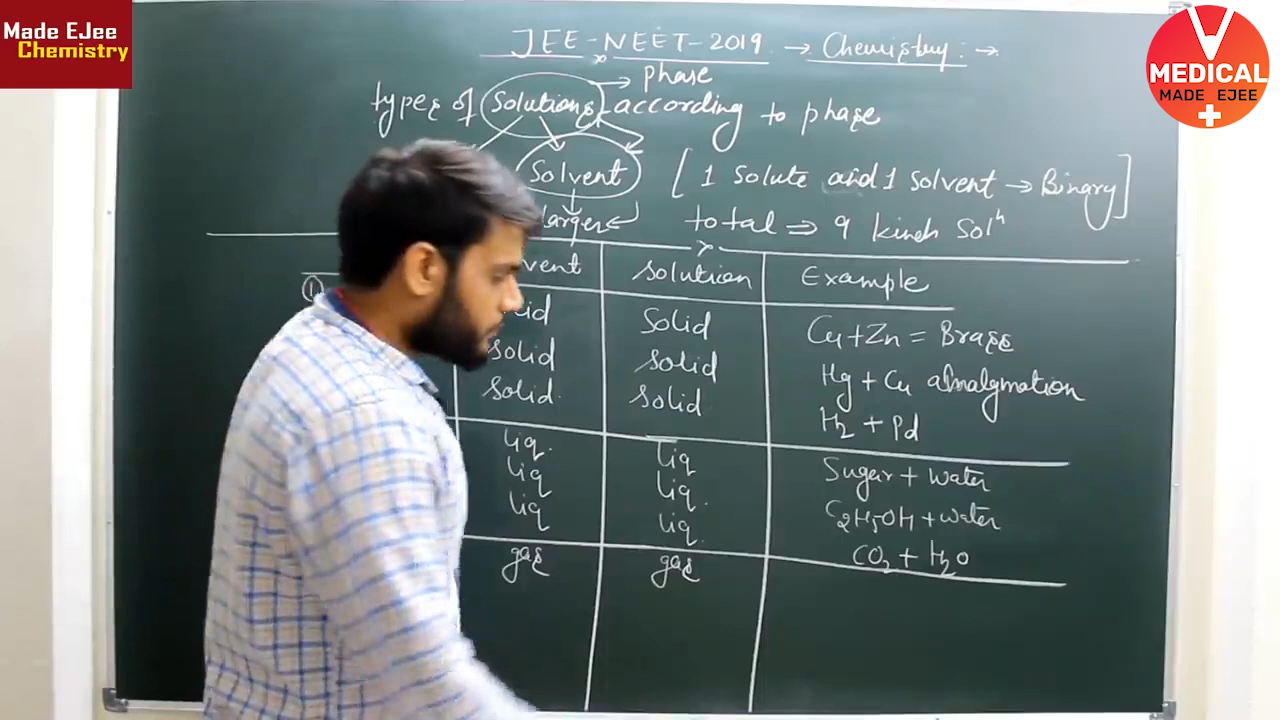 Made EJee
Chemistry
V
MEDICAL
MADE EJEE
JEE-NEET-2019 → Chemistry: →
phase
types of Solutions according to phase
Solvent [1 Solute and 1 Solvent → Binary]
larger total ⇒ 9 kinds Solⁿ
vent Solution Example
①
lid Solid Cu + Zn = Brass
Solid Solid Hg + Cu amalgmation
Solid Solid H₂ + Pd
liq. liq Sugar + water
liq liq. C₂H₅OH + water
liq liq. CO₂ + H₂O
gas gas